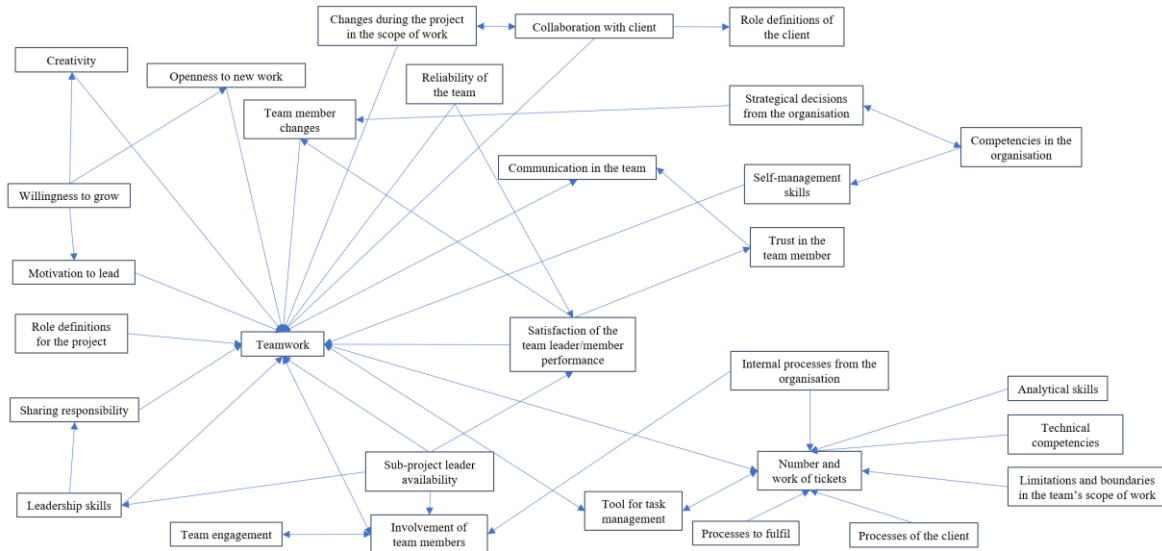 Changes during the project
in the scope of work
Collaboration with client
Role definitions of
the client
Creativity
Openness to new work
Reliability of
the team
Team member
changes
Strategical decisions
from the organisation
Competencies in the
organisation
Communication in the team
Self-management
skills
Willingness to grow
Trust in the
team member
Motivation to lead
Role definitions
for the project
Teamwork
Satisfaction of the
team leader/member
performance
Internal processes from the
organisation
Analytical skills
Sharing responsibility
Technical
competencies
Sub-project leader
availability
Number and
work of tickets
Limitations and boundaries
in the team's scope of work
Leadership skills
Tool for task
management
Team engagement
Involvement of
team members
Processes to fulfil
Processes of the client